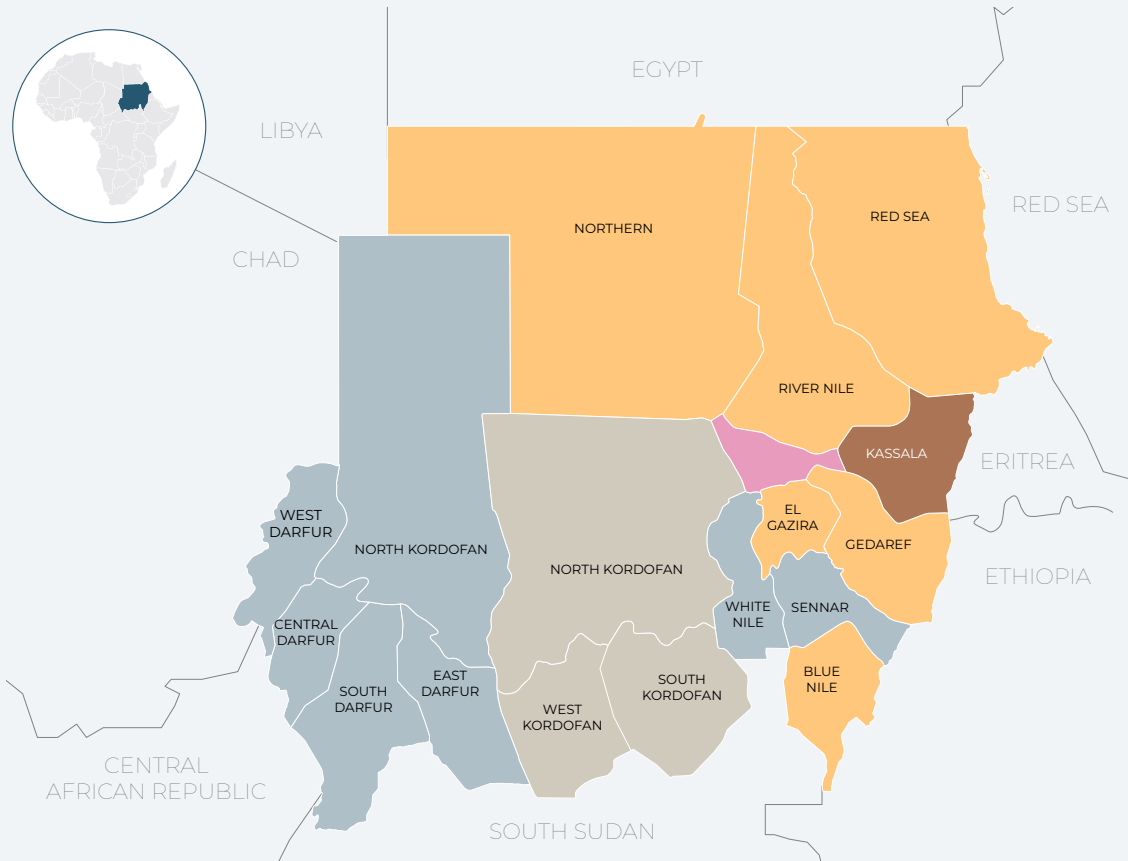 EGYPT
LIBYA
RED SEA
RED SEA
NORTHERN
CHAD
RIVER NILE
KASSALA
ERITREA
WEST
DARFUR
EL
GAZIRA
GEDAREF
NORTH KORDOFAN
NORTH KORDOFAN
ETHIOPIA
WHITE
NILE
SENNAR
CENTRAL
DARFUR
BLUE
NILE
EAST
DARFUR
SOUTH
KORDOFAN
SOUTH
DARFUR
WEST
KORDOFAN
CENTRAL
AFRICAN REPUBLIC
SOUTH SUDAN